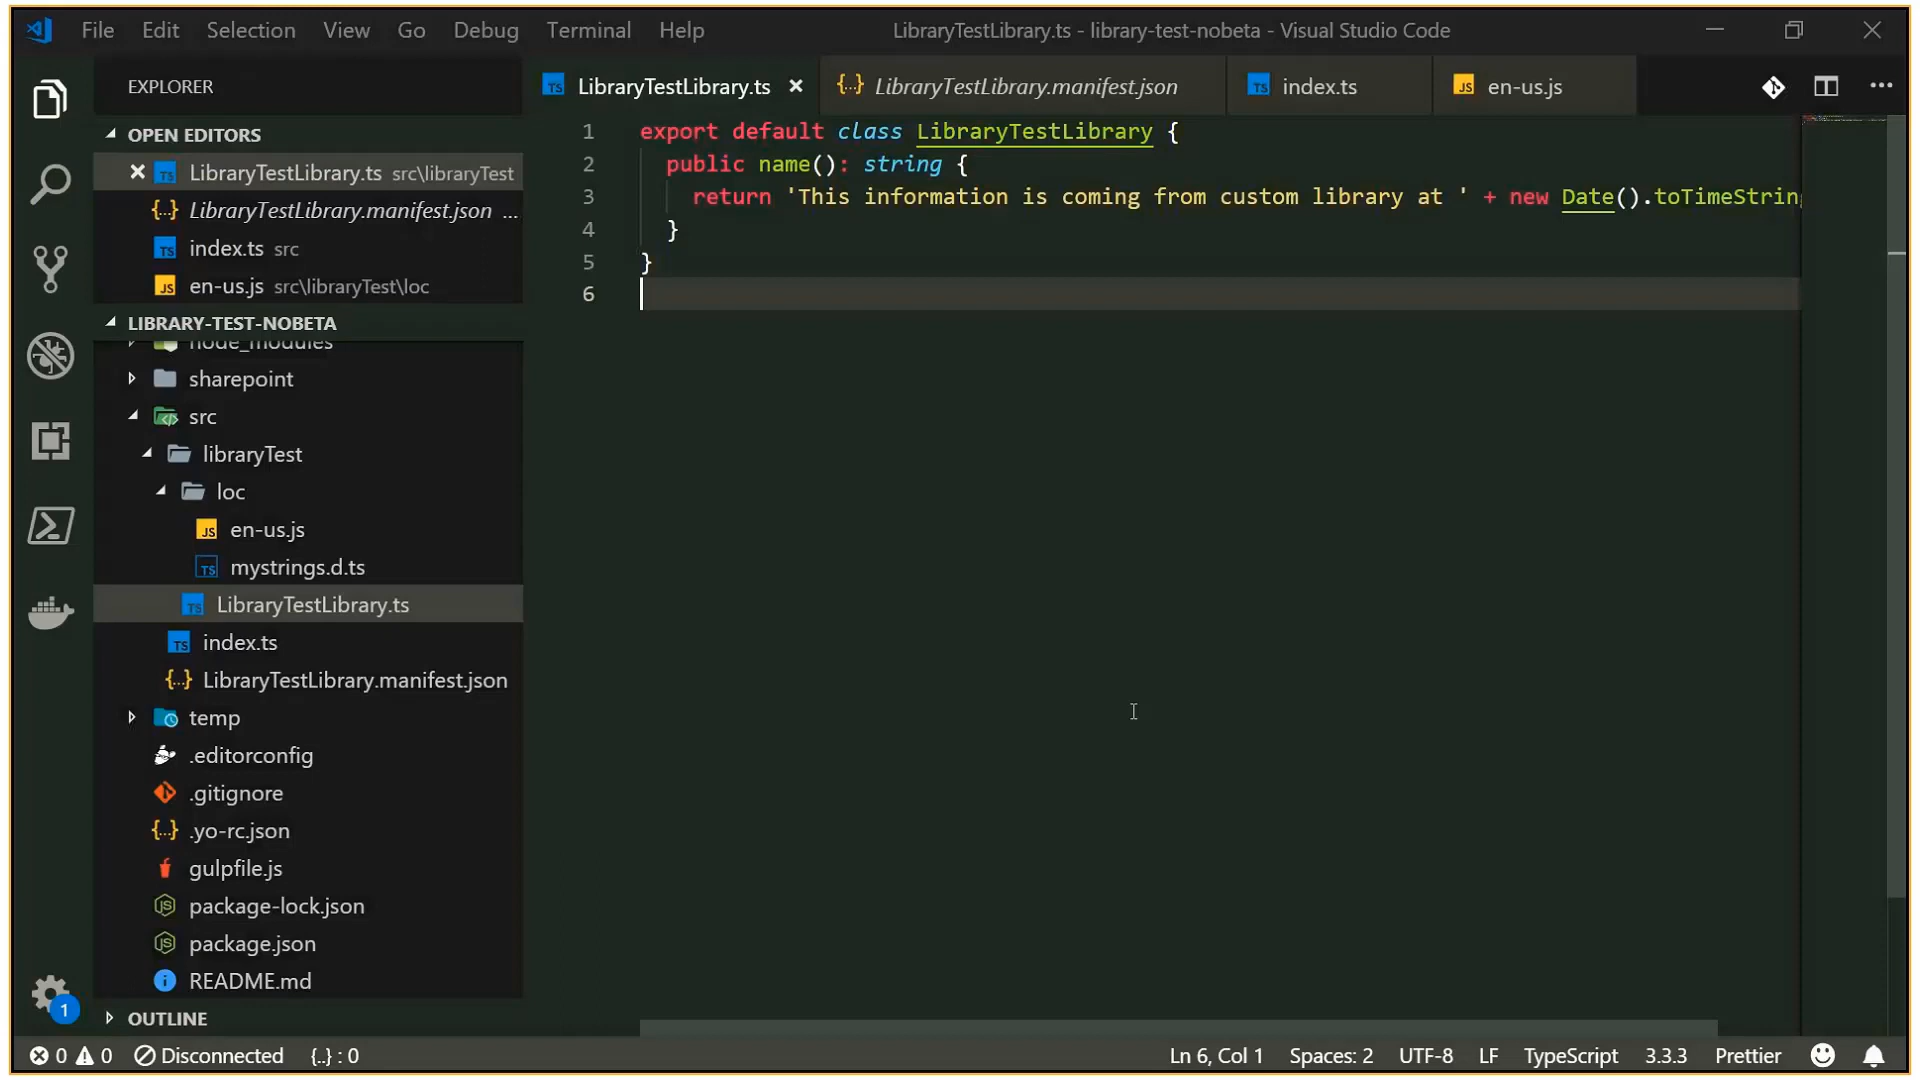 File Edit Selection View Go Debug Terminal Help
LibraryTestLibrary.ts - library-test-nobeta - Visual Studio Code
EXPLORER
OPEN EDITORS
LibraryTestLibrary.ts src\libraryTest
LibraryTestLibrary.manifest.json ...
index.ts src
en-us.js src\libraryTest\loc
LIBRARY-TEST-NOBETA
node_modules
sharepoint
src
libraryTest
loc
en-us.js
mystrings.d.ts
LibraryTestLibrary.ts
index.ts
LibraryTestLibrary.manifest.json
temp
.editorconfig
.gitignore
.yo-rc.json
gulpfile.js
package-lock.json
package.json
README.md
OUTLINE
1
LibraryTestLibrary.ts LibraryTestLibrary.manifest.json index.ts en-us.js
1 export default class LibraryTestLibrary {
2 public name(): string {
3 return 'This information is coming from custom library at ' + new Date().toTimeString
4 }
5 }
6
0 0 Disconnected {..} : 0
Ln 6, Col 1 Spaces: 2 UTF-8 LF TypeScript 3.3.3 Prettier